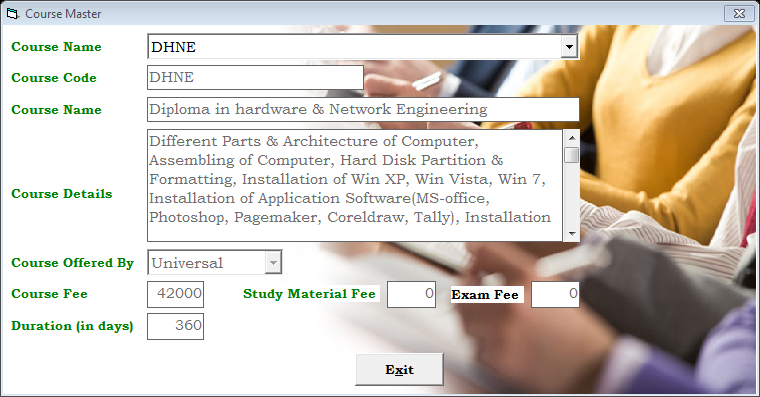 Course Master
Course Name DHNE
Course Code DHNE
Course Name Diploma in hardware & Network Engineering
Course Details
Different Parts & Architecture of Computer,
Assembling of Computer, Hard Disk Partition &
Formatting, Installation of Win XP, Win Vista, Win 7,
Installation of Application Software(MS-office,
Photoshop, Pagemaker, Coreldraw, Tally), Installation
Course Offered By Universal
Course Fee 42000 Study Material Fee 0 Exam Fee 0
Duration (in days) 360
Exit